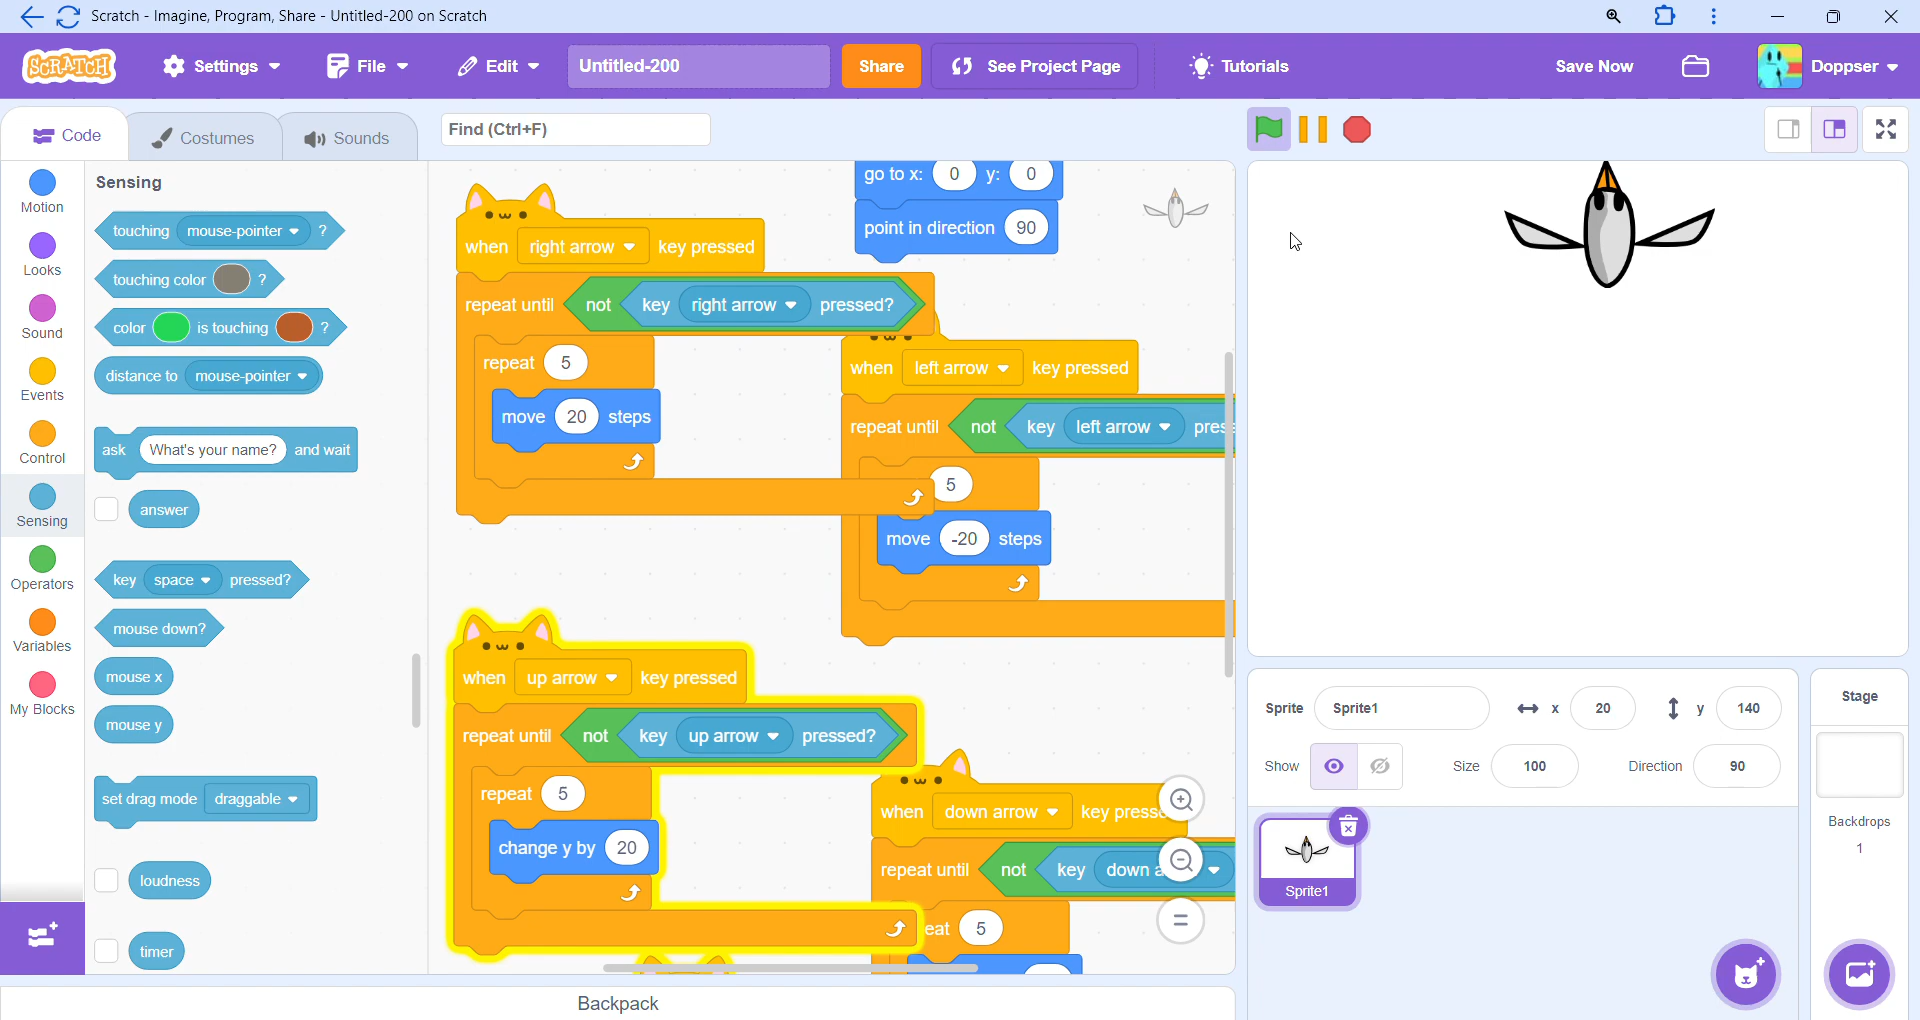 Scratch - Imagine, Program, Share - Untitled-200 on Scratch
SCRATCH
Settings
File
Edit
Untitled-200
Share
See Project Page
Tutorials
Save Now
Doppser
Code
Costumes
Sounds
Find (Ctrl+F)
Motion
Looks
Sound
Events
Control
Sensing
Operators
Variables
My Blocks
Sensing
touching mouse-pointer ?
touching color ?
color is touching ?
distance to mouse-pointer
ask What's your name? and wait
answer
key space pressed?
mouse down?
mouse x
mouse y
set drag mode draggable
loudness
timer
go to x: 0 y: 0
point in direction 90
when right arrow key pressed
repeat until not key right arrow pressed?
repeat 5
move 20 steps
when left arrow key pressed
repeat until not key left arrow pres
5
move -20 steps
when up arrow key pressed
repeat until not key up arrow pressed?
repeat 5
change y by 20
when down arrow key presse
repeat until not key down a
eat 5
Backpack
Sprite Sprite1 x 20 y 140
Show Size 100 Direction 90
Sprite1
Stage
Backdrops
1